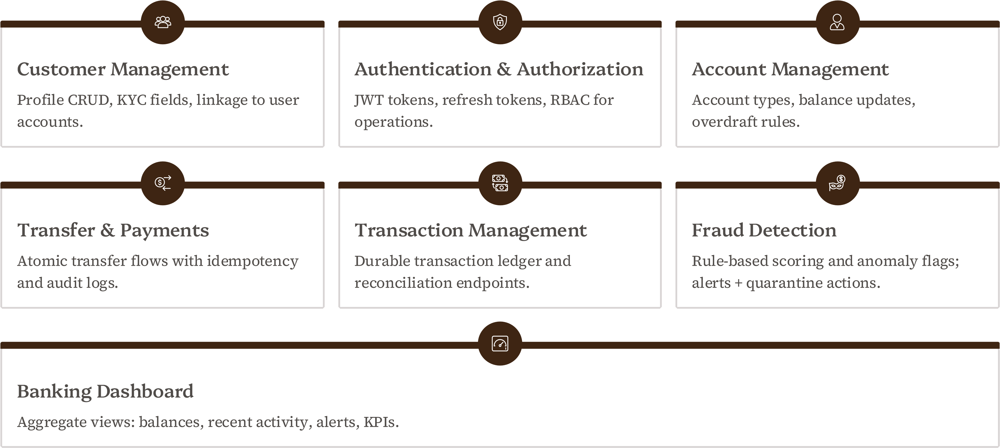 Customer Management
Profile CRUD, KYC fields, linkage to user
accounts.
Authentication & Authorization
JWT tokens, refresh tokens, RBAC for
operations.
Account Management
Account types, balance updates,
overdraft rules.
Transfer & Payments
Atomic transfer flows with idempotency
and audit logs.
Transaction Management
Durable transaction ledger and
reconciliation endpoints.
Fraud Detection
Rule-based scoring and anomaly flags;
alerts + quarantine actions.
Banking Dashboard
Aggregate views: balances, recent activity, alerts, KPIs.